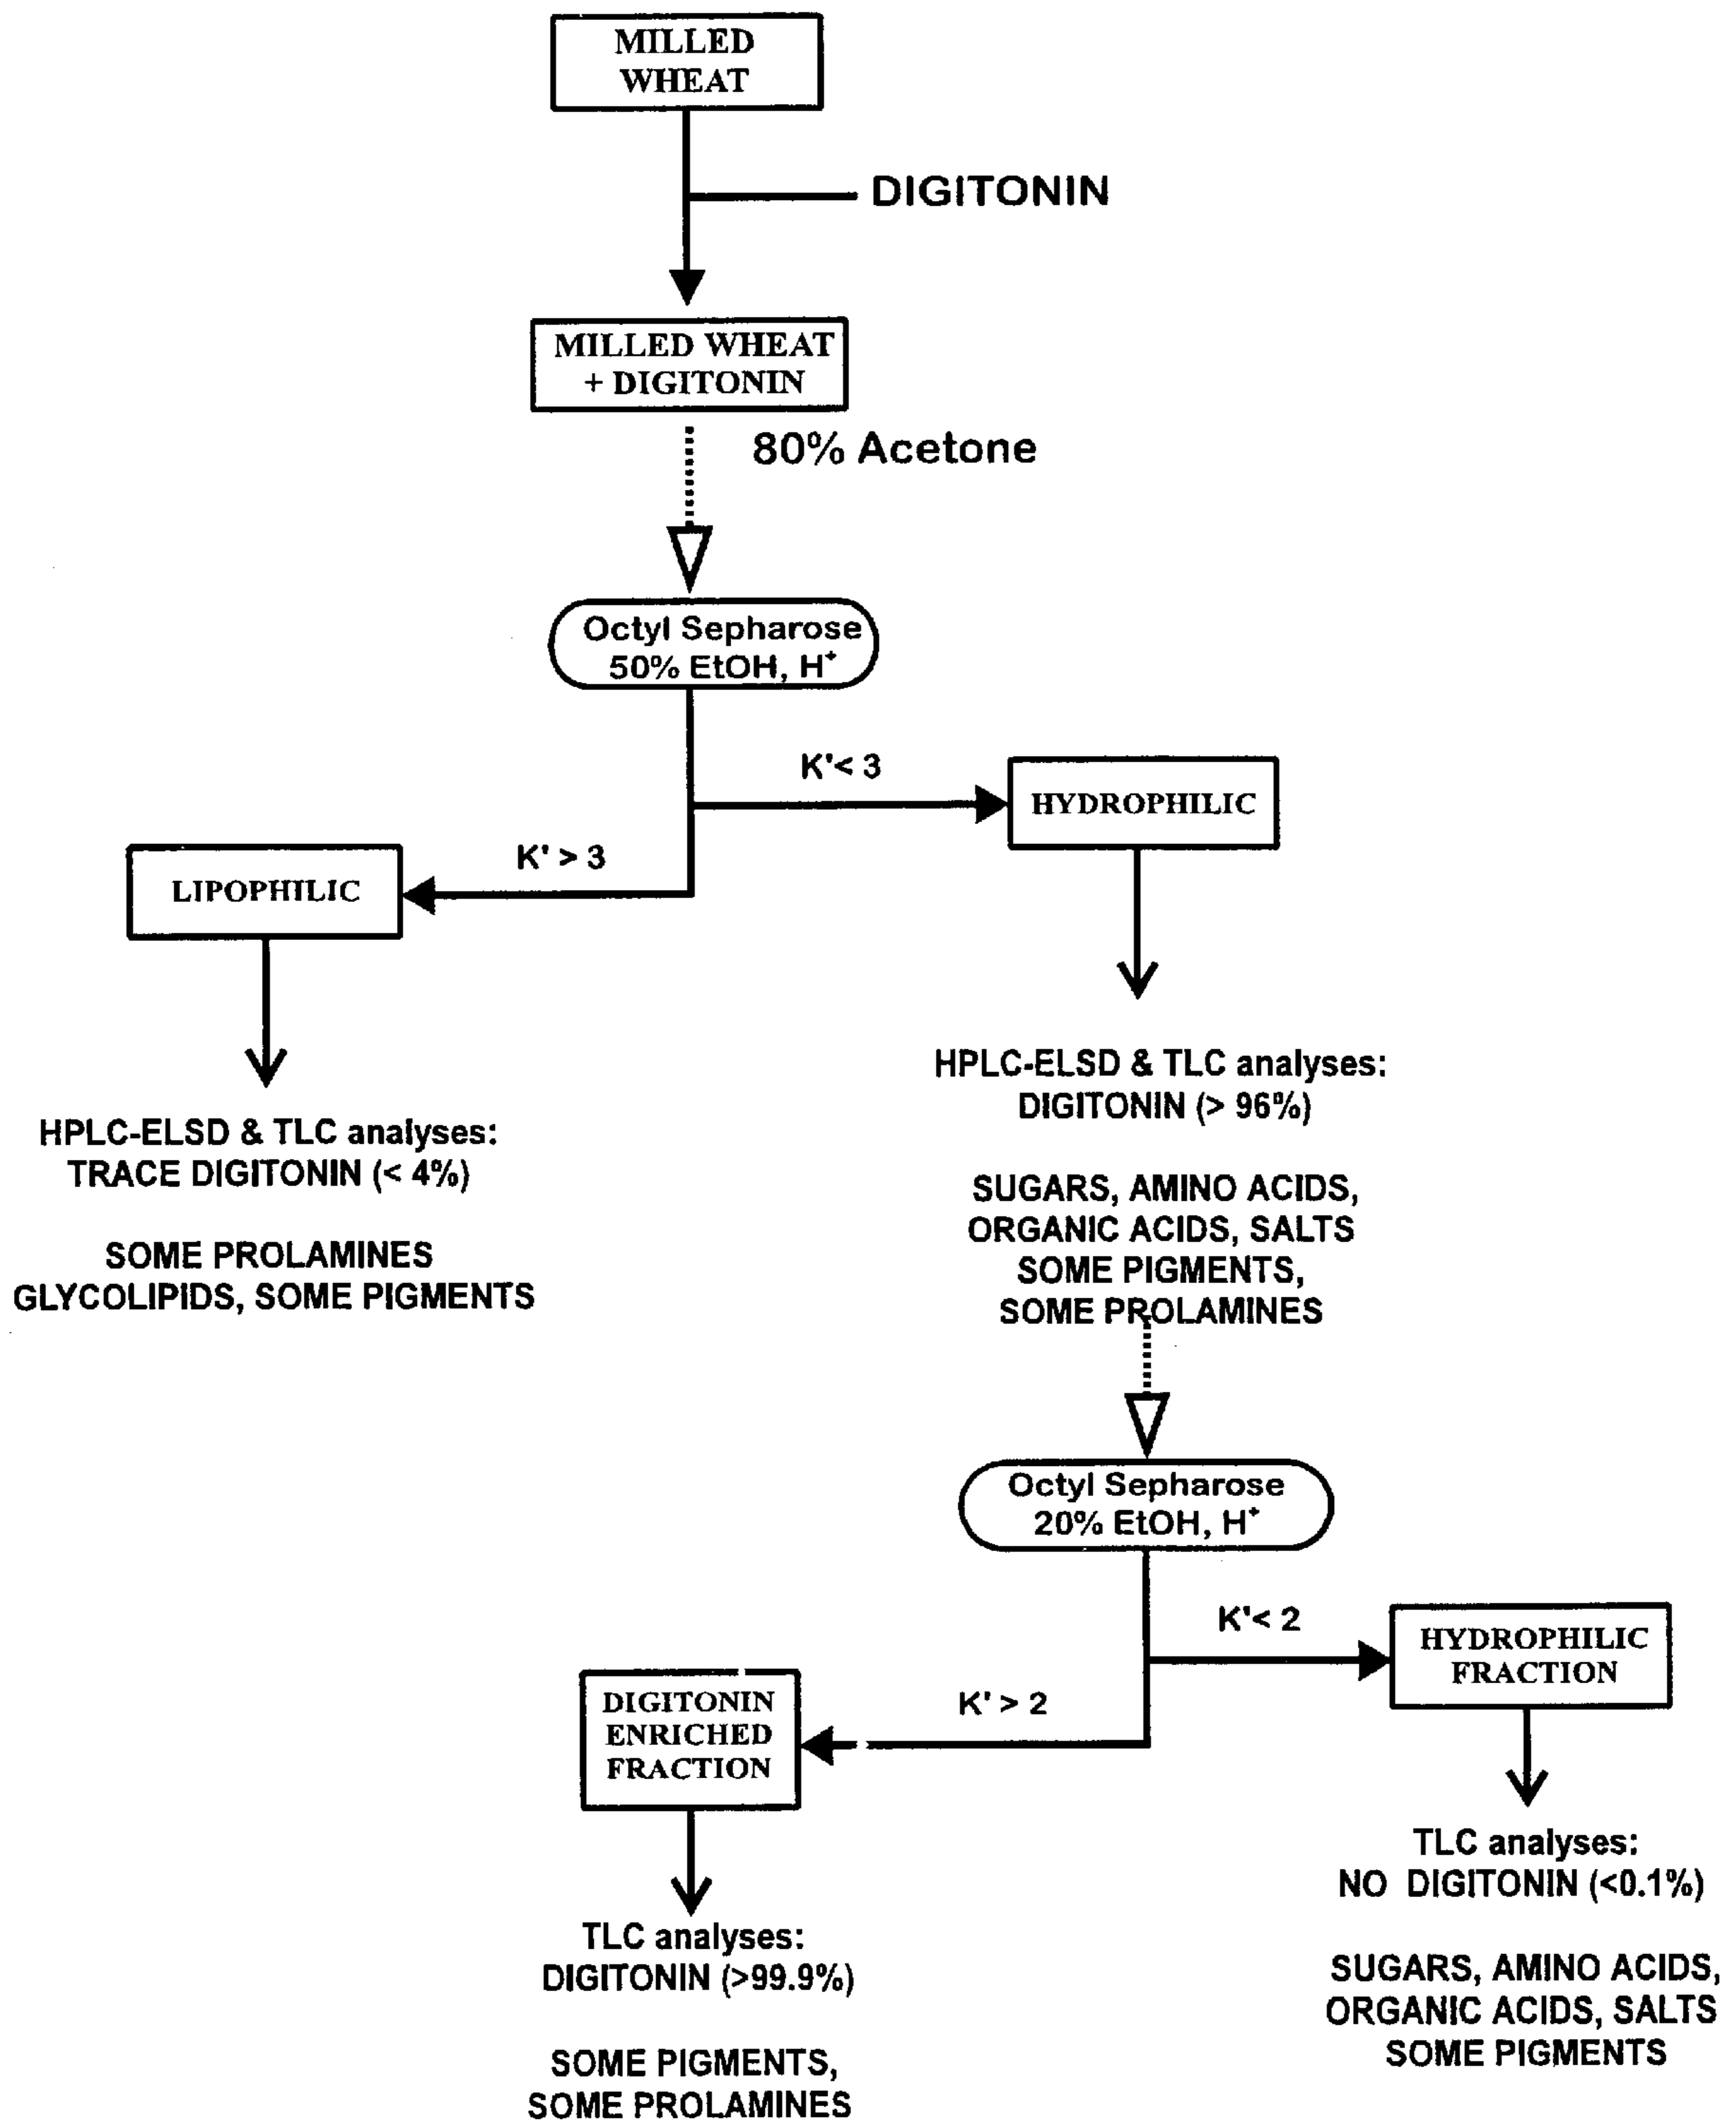 MILLED
WHEAT
DIGITONIN
MILLED WHEAT
+ DIGITONIN
80% Acetone
Octyl Sepharose
50% EtOH, H⁺
K'< 3
HYDROPHILIC
K' > 3
LIPOPHILIC
HPLC-ELSD & TLC analyses:
DIGITONIN (> 96%)
SUGARS, AMINO ACIDS,
ORGANIC ACIDS, SALTS
SOME PIGMENTS,
SOME PROLAMINES
HPLC-ELSD & TLC analyses:
TRACE DIGITONIN (< 4%)
SOME PROLAMINES
GLYCOLIPIDS, SOME PIGMENTS
Octyl Sepharose
20% EtOH, H⁺
K'< 2
HYDROPHILIC
FRACTION
K' > 2
DIGITONIN
ENRICHED
FRACTION
TLC analyses:
NO DIGITONIN (<0.1%)
SUGARS, AMINO ACIDS,
ORGANIC ACIDS, SALTS
SOME PIGMENTS
TLC analyses:
DIGITONIN (>99.9%)
SOME PIGMENTS,
SOME PROLAMINES